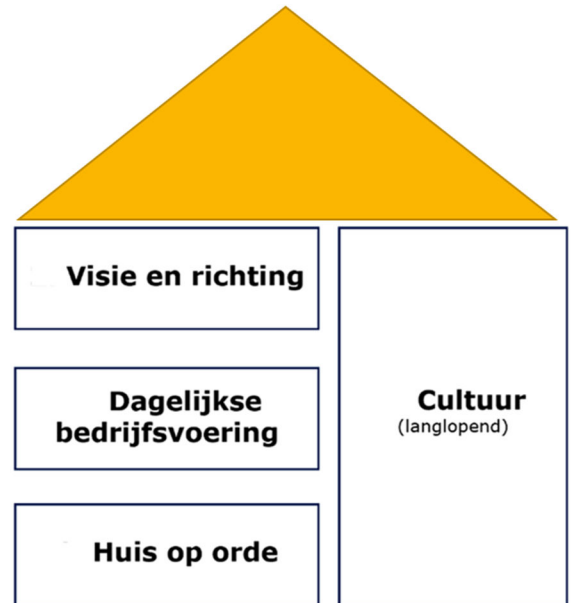 Visie en richting
Dagelijkse
bedrijfsvoering
Cultuur
(langlopend)
Huis op orde